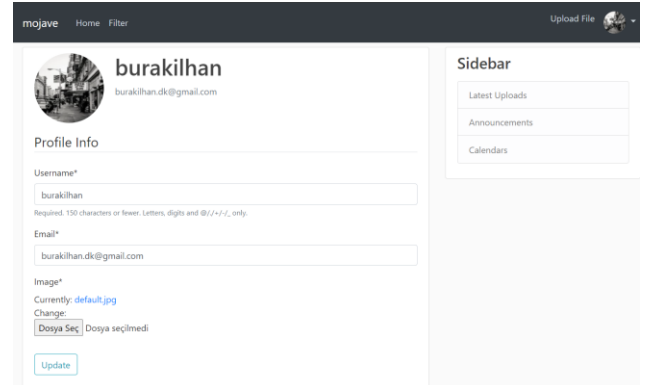 mojave Home Filter Upload File
burakilhan
burakilhan.dk@gmail.com
Profile Info
Username*
burakilhan
Required. 150 characters or fewer. Letters, digits and @/./+/-/_ only.
Email*
burakilhan.dk@gmail.com
Image*
Currently: default.jpg
Change:
Dosya Seç Dosya seçilmedi
Update
Sidebar
Latest Uploads
Announcements
Calendars